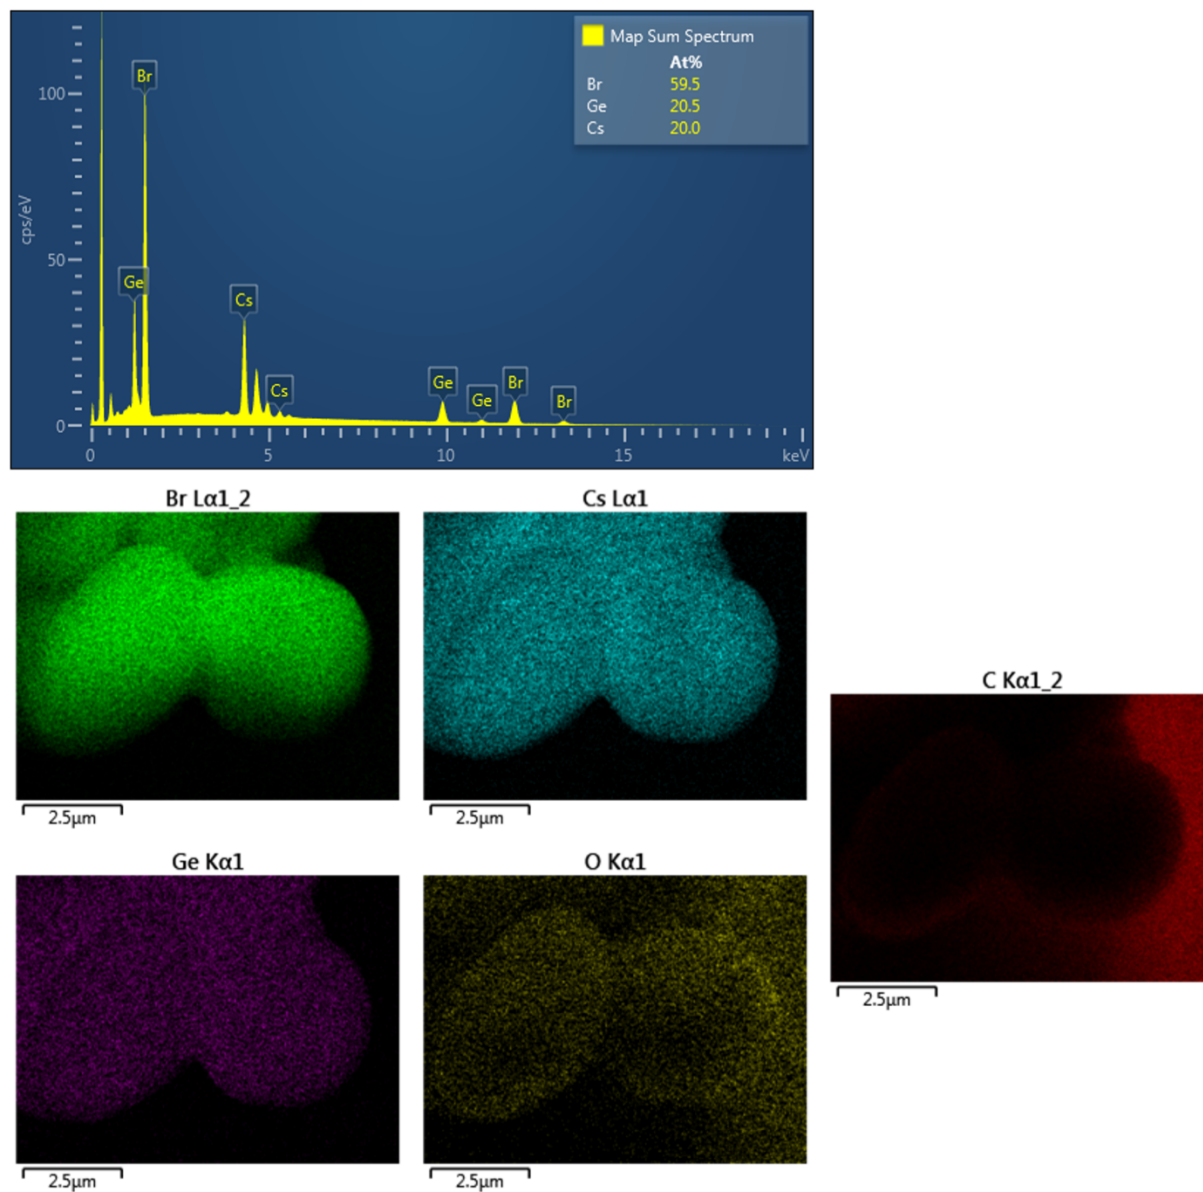 Map Sum Spectrum
At%
Br 59.5
Ge 20.5
Cs 20.0
cps/eV
100
50
0
Br
Ge
Cs
Cs
Ge
Ge
Br
Br
0 5 10 15 keV
Br Lα1_2
Cs Lα1
2.5µm
2.5µm
C Kα1_2
2.5µm
Ge Kα1
O Kα1
2.5µm
2.5µm